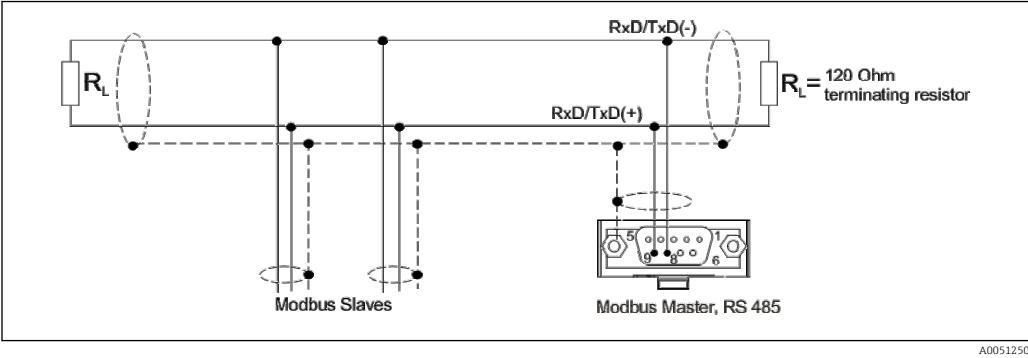 RxD/TxD(-)
RL
RL= 120 Ohm
terminating resistor
RxD/TxD(+)
5
1
9
8
6
Modbus Slaves
Modbus Master, RS 485
A0051250